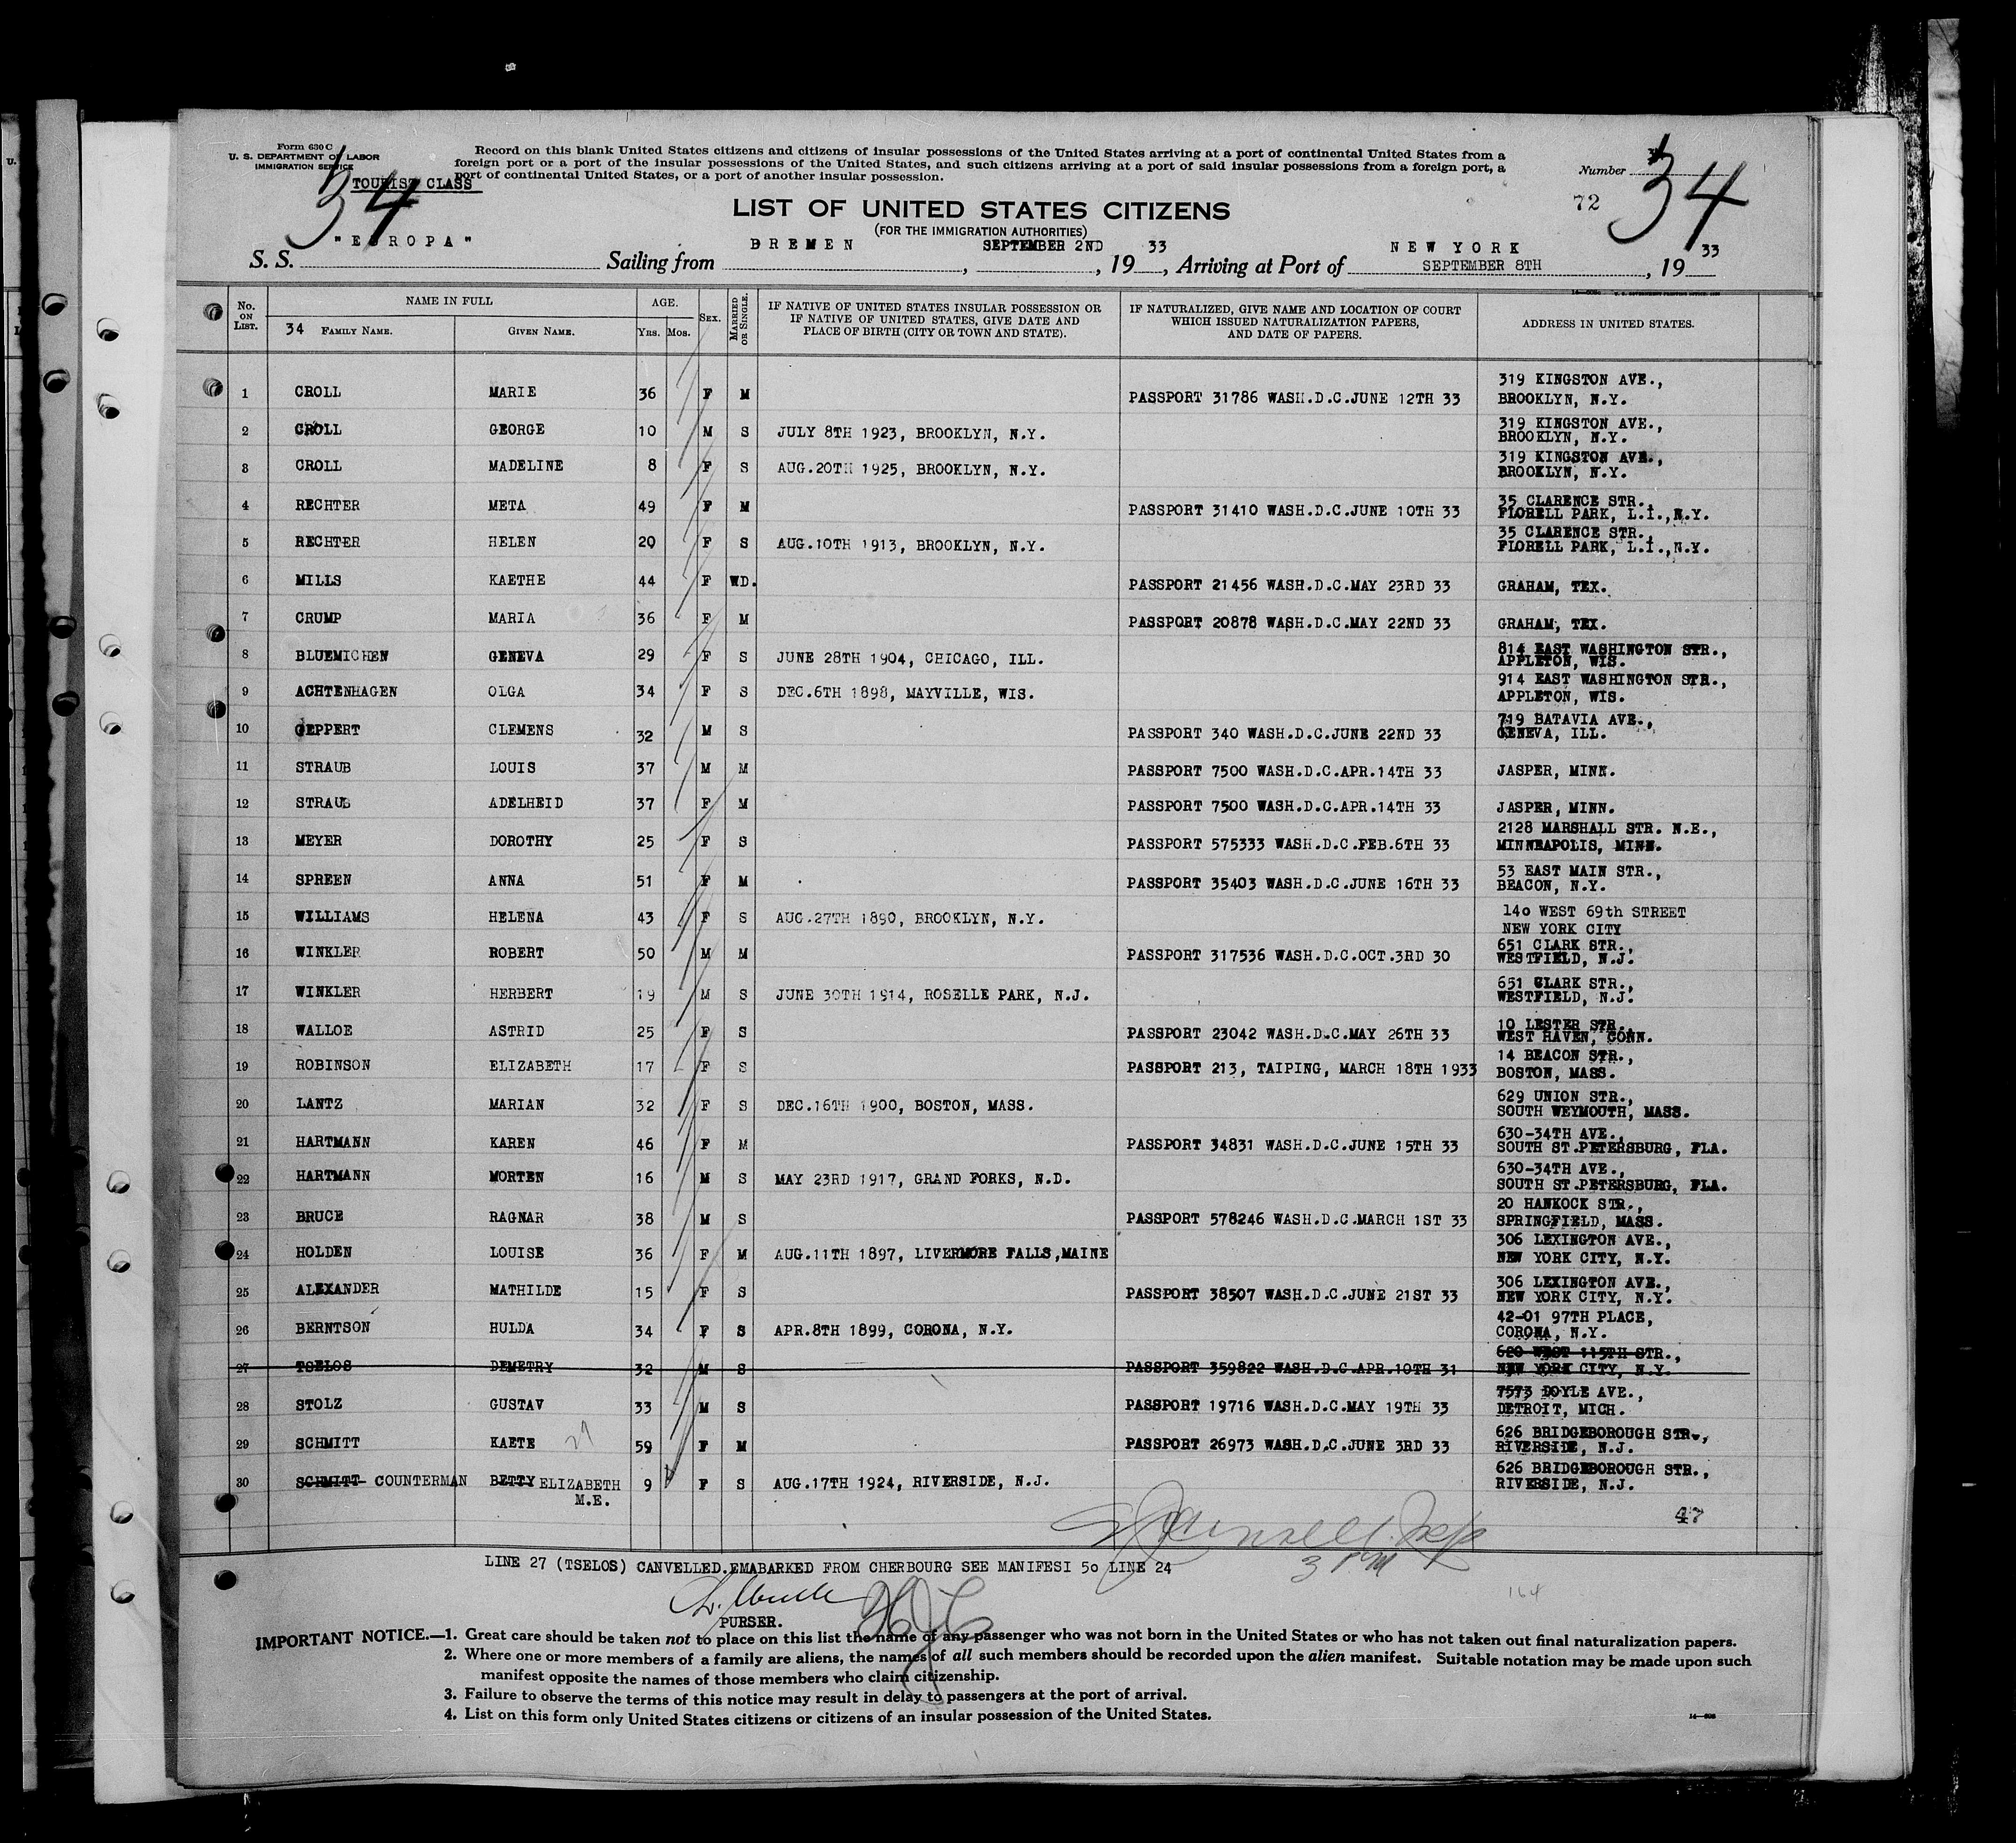 Form 630 C
U. S. DEPARTMENT OF LABOR
IMMIGRATION SERVICE
TOURIST CLASS
34
Record on this blank United States citizens and citizens of insular possessions of the United States arriving at a port of continental United States from a
foreign port or a port of the insular possessions of the United States, and such citizens arriving at a port of said insular possessions from a foreign port, a
port of continental United States, or a port of another insular possession.
Number
72
34
LIST OF UNITED STATES CITIZENS
(FOR THE IMMIGRATION AUTHORITIES)
S. S. "EUROPA" Sailing from BREMEN, SEPTEMBER 2ND, 1933, Arriving at Port of NEW YORK SEPTEMBER 8TH, 1933
No. ON LIST. NAME IN FULL 34 FAMILY NAME. GIVEN NAME. AGE. Yrs. Mos. SEX. MARRIED OR SINGLE. IF NATIVE OF UNITED STATES INSULAR POSSESSION OR IF NATIVE OF UNITED STATES, GIVE DATE AND PLACE OF BIRTH (CITY OR TOWN AND STATE). IF NATURALIZED, GIVE NAME AND LOCATION OF COURT WHICH ISSUED NATURALIZATION PAPERS, AND DATE OF PAPERS. ADDRESS IN UNITED STATES.
1 CROLL MARIE 36 F M PASSPORT 31786 WASH.D.C.JUNE 12TH 33 319 KINGSTON AVE., BROOKLYN, N.Y.
2 CROLL GEORGE 10 M S JULY 8TH 1923, BROOKLYN, N.Y. 319 KINGSTON AVE., BROOKLYN, N.Y.
3 CROLL MADELINE 8 F S AUG.20TH 1925, BROOKLYN, N.Y. 319 KINGSTON AVE., BROOKLYN, N.Y.
4 RECHTER META 49 F M PASSPORT 31410 WASH.D.C.JUNE 10TH 33 35 CLARENCE STR., FLORELL PARK, L.I.,N.Y.
5 RECHTER HELEN 20 F S AUG.10TH 1913, BROOKLYN, N.Y. 35 CLARENCE STR., FLORELL PARK, L.I.,N.Y.
6 MILLS KAETHE 44 F WD. PASSPORT 21456 WASH.D.C.MAY 23RD 33 GRAHAM, TEX.
7 CRUMP MARIA 36 F M PASSPORT 20878 WASH.D.C.MAY 22ND 33 GRAHAM, TEX.
8 BLUEMICHEN GENEVA 29 F S JUNE 28TH 1904, CHICAGO, ILL. 814 EAST WASHINGTON STR., APPLETON, WIS.
9 ACHTENHAGEN OLGA 34 F S DEC.6TH 1898, MAYVILLE, WIS. 914 EAST WASHINGTON STR., APPLETON, WIS.
10 GEPPERT CLEMENS 32 M S PASSPORT 340 WASH.D.C.JUNE 22ND 33 719 BATAVIA AVE., GENEVA, ILL.
11 STRAUB LOUIS 37 M M PASSPORT 7500 WASH.D.C.APR.14TH 33 JASPER, MINN.
12 STRAUB ADELHEID 37 F M PASSPORT 7500 WASH.D.C.APR.14TH 33 JASPER, MINN.
13 MEYER DOROTHY 25 F S PASSPORT 575333 WASH.D.C.FEB.6TH 33 2128 MARSHALL STR. N.E., MINNEAPOLIS, MINN.
14 SPREEN ANNA 51 F M PASSPORT 35403 WASH.D.C.JUNE 16TH 33 53 EAST MAIN STR., BEACON, N.Y.
15 WILLIAMS HELENA 43 F S AUG.27TH 1890, BROOKLYN, N.Y. 14o WEST 69th STREET NEW YORK CITY
16 WINKLER ROBERT 50 M M PASSPORT 317536 WASH.D.C.OCT.3RD 30 651 CLARK STR., WESTFIELD, N.J.
17 WINKLER HERBERT 19 M S JUNE 30TH 1914, ROSELLE PARK, N.J. 651 CLARK STR., WESTFIELD, N.J.
18 WALLOE ASTRID 25 F S PASSPORT 23042 WASH.D.C.MAY 26TH 33 10 LESTER STR., WEST HAVEN, CONN.
19 ROBINSON ELIZABETH 17 F S PASSPORT 213, TAIPING, MARCH 18TH 1933 14 BEACON STR., BOSTON, MASS.
20 LANTZ MARIAN 32 F S DEC.16TH 1900, BOSTON, MASS. 629 UNION STR., SOUTH WEYMOUTH, MASS.
21 HARTMANN KAREN 46 F M PASSPORT 34831 WASH.D.C.JUNE 15TH 33 630-34TH AVE., SOUTH ST.PETERSBURG, FLA.
22 HARTMANN MORTEN 16 M S MAY 23RD 1917, GRAND FORKS, N.D. 630-34TH AVE., SOUTH ST.PETERSBURG, FLA.
23 BRUCE RAGNAR 38 M S PASSPORT 578246 WASH.D.C.MARCH 1ST 33 20 HANKOCK STR., SPRINGFIELD, MASS.
24 HOLDEN LOUISE 36 F M AUG.11TH 1897, LIVERMORE FALLS,MAINE 306 LEXINGTON AVE., NEW YORK CITY, N.Y.
25 ALEXANDER MATHILDE 15 F S PASSPORT 38507 WASH.D.C.JUNE 21ST 33 306 LEXINGTON AVE., NEW YORK CITY, N.Y.
26 BERNTSON HULDA 34 F S APR.8TH 1899, CORONA, N.Y. 42-01 97TH PLACE, CORONA, N.Y.
27 TSELOS DEMETRY 32 M S PASSPORT 359822 WASH.D.C.APR.10TH 31 620 WEST 115TH STR., NEW YORK CITY, N.Y.
28 STOLZ GUSTAV 33 M S PASSPORT 19716 WASH.D.C.MAY 19TH 33 7573 DOYLE AVE., DETROIT, MICH.
29 SCHMITT KAETE 29 59 F M PASSPORT 26973 WASH.D.C.JUNE 3RD 33 626 BRIDGEBOROUGH STR., RIVERSIDE, N.J.
30 SCHMITT COUNTERMAN BETTY ELIZABETH M.E. 9 F S AUG.17TH 1924, RIVERSIDE, N.J. 626 BRIDGEBOROUGH STR., RIVERSIDE, N.J.
47
LINE 27 (TSELOS) CANVELLED.EMABARKED FROM CHERBOURG SEE MANIFESI 5o LINE 24
3 PM
164
PURSER.
IMPORTANT NOTICE.—1. Great care should be taken not to place on this list the name of any passenger who was not born in the United States or who has not taken out final naturalization papers.
2. Where one or more members of a family are aliens, the names of all such members should be recorded upon the alien manifest. Suitable notation may be made upon such
manifest opposite the names of those members who claim citizenship.
3. Failure to observe the terms of this notice may result in delay to passengers at the port of arrival.
4. List on this form only United States citizens or citizens of an insular possession of the United States.